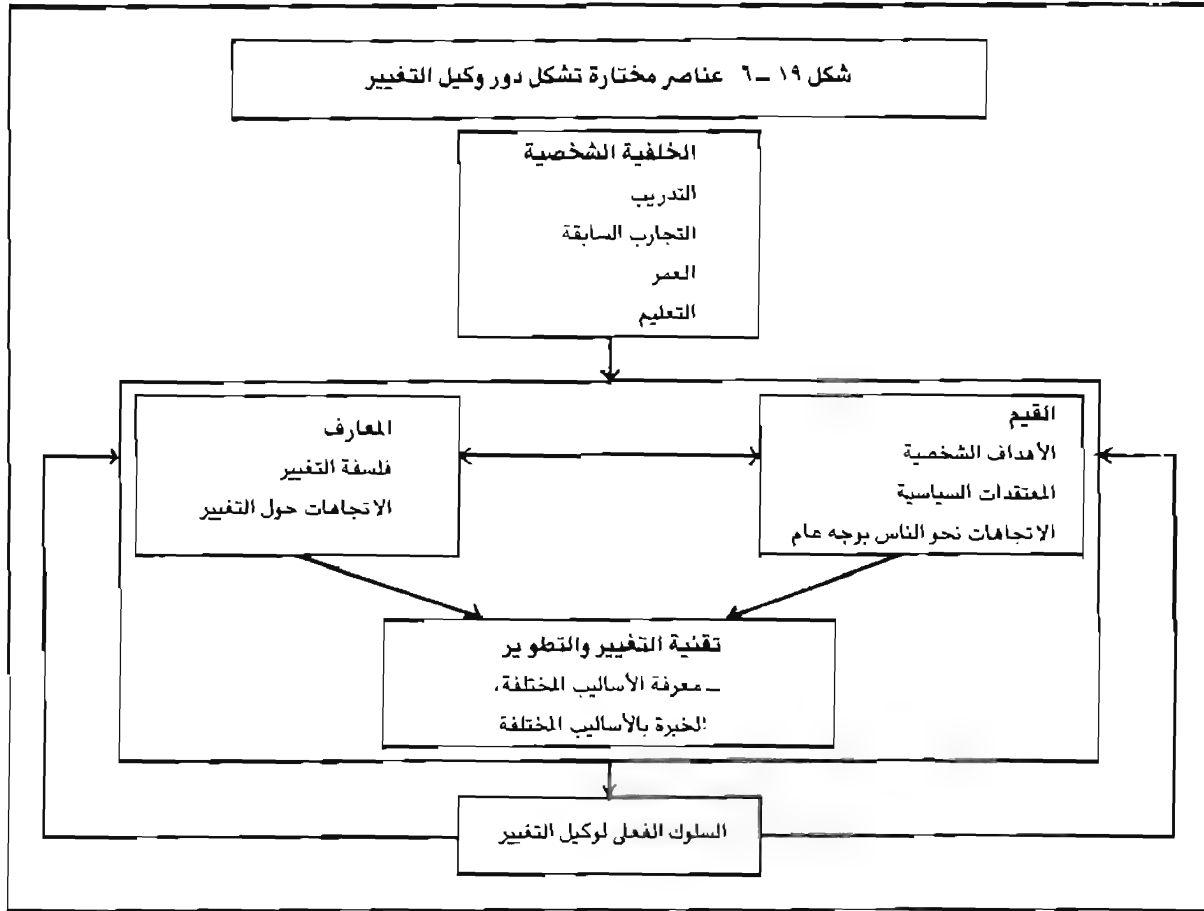 شكل ١٩ – ٦ عناصر مختارة تشكل دور وكيل التغيير
الخلفية الشخصية
التدريب
التجارب السابقة
العمر
التعليم
القيم
الأهداف الشخصية
المعتقدات السياسية
الاتجاهات نحو الناس بوجه عام
المعارف
فلسفة التغيير
الاتجاهات حول التغيير
تقنية التغيير والتطوير
– معرفة الأساليب المختلفة،
الخبرة بالأساليب المختلفة
السلوك الفعلى لوكيل التغيير